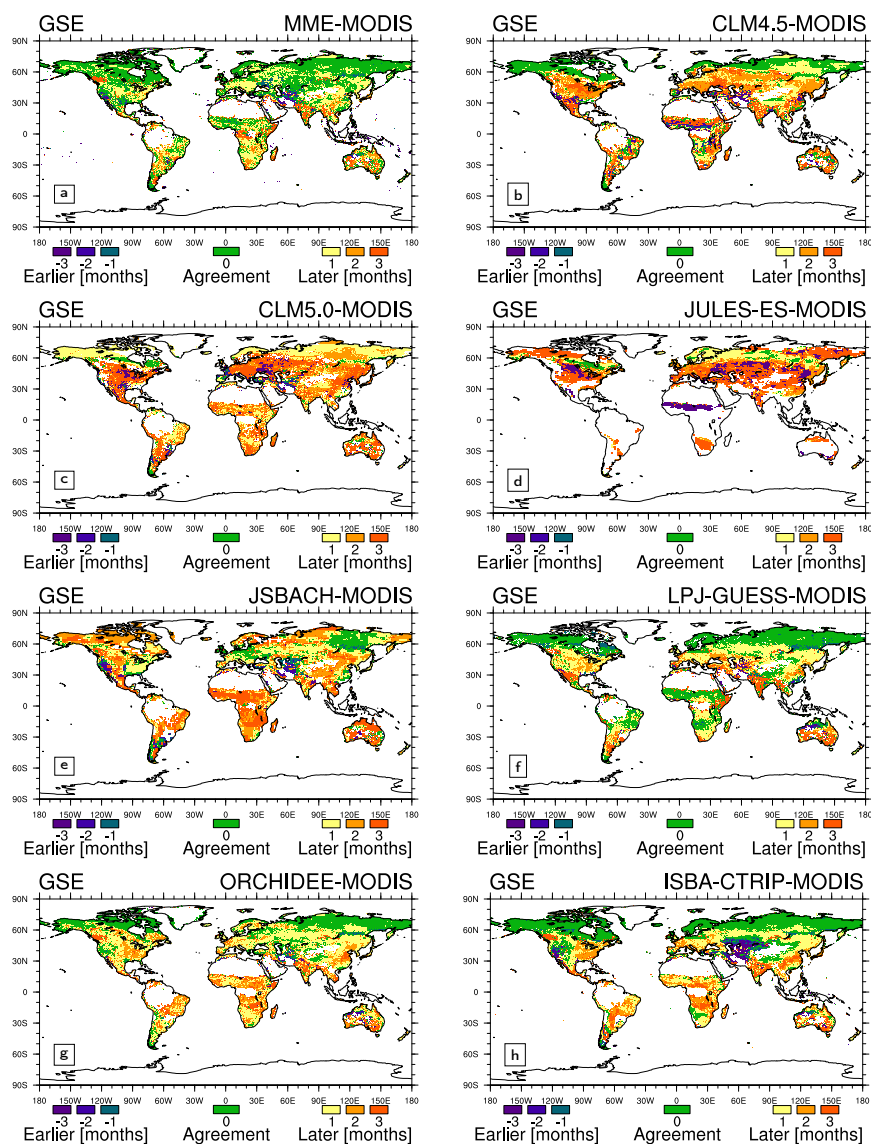 GSE MME-MODIS GSE CLM4.5-MODIS
90N 90N
60N 60N
30N 30N
0 0
30S 30S
60S 60S
a b
90S 90S
180 150W 120W 90W 60W 30W 0 30E 60E 90E 120E 150E 180 180 150W 120W 90W 60W 30W 0 30E 60E 90E 120E 150E 180
-3 -2 -1 0 1 2 3 -3 -2 -1 0 1 2 3
Earlier [months] Agreement Later [months] Earlier [months] Agreement Later [months]
GSE CLM5.0-MODIS GSE JULES-ES-MODIS
90N 90N
60N 60N
30N 30N
0 0
30S 30S
60S 60S
c d
90S 90S
180 150W 120W 90W 60W 30W 0 30E 60E 90E 120E 150E 180 180 150W 120W 90W 60W 30W 0 30E 60E 90E 120E 150E 180
-3 -2 -1 0 1 2 3 -3 -2 -1 0 1 2 3
Earlier [months] Agreement Later [months] Earlier [months] Agreement Later [months]
GSE JSBACH-MODIS GSE LPJ-GUESS-MODIS
90N 90N
60N 60N
30N 30N
0 0
30S 30S
60S 60S
e f
90S 90S
180 150W 120W 90W 60W 30W 0 30E 60E 90E 120E 150E 180 180 150W 120W 90W 60W 30W 0 30E 60E 90E 120E 150E 180
-3 -2 -1 0 1 2 3 -3 -2 -1 0 1 2 3
Earlier [months] Agreement Later [months] Earlier [months] Agreement Later [months]
GSE ORCHIDEE-MODIS GSE ISBA-CTRIP-MODIS
90N 90N
60N 60N
30N 30N
0 0
30S 30S
60S 60S
g h
90S 90S
180 150W 120W 90W 60W 30W 0 30E 60E 90E 120E 150E 180 180 150W 120W 90W 60W 30W 0 30E 60E 90E 120E 150E 180
-3 -2 -1 0 1 2 3 -3 -2 -1 0 1 2 3
Earlier [months] Agreement Later [months] Earlier [months] Agreement Later [months]